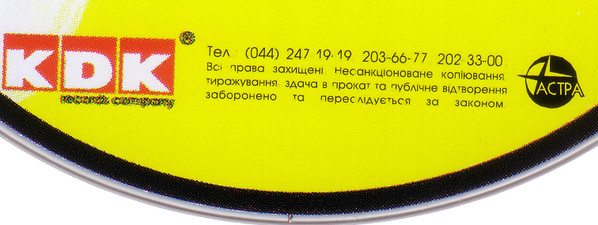 KDK ®
records company
Тел. (044) 247-19-19 203-66-77 202-33-00
Всі права захищені. Несанкціоноване копіювання,
тиражування, здача в прокат та публічне відтворення
заборонено та переслідується за законом
АСТРА